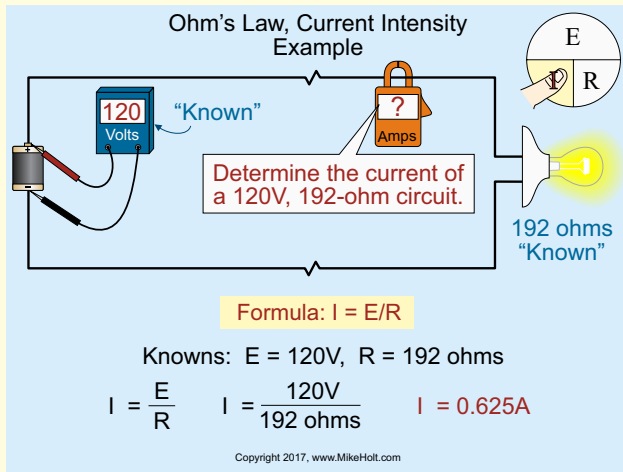 Ohm's Law, Current Intensity
Example
E
I R
120
Volts
"Known"
?
Amps
Determine the current of
a 120V, 192-ohm circuit.
+
-
192 ohms
"Known"
Formula: I = E/R
Knowns: E = 120V, R = 192 ohms
I = E/R I = 120V/192 ohms I = 0.625A
Copyright 2017, www.MikeHolt.com